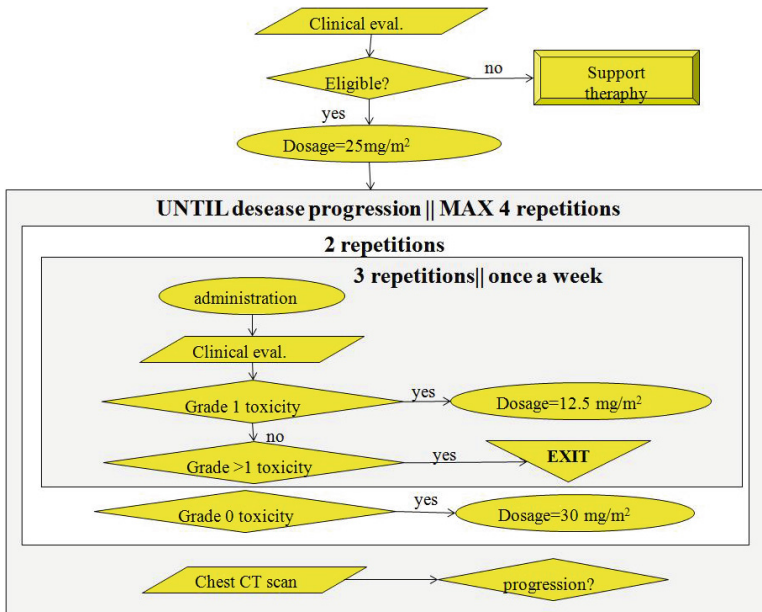 Clinical eval.
Eligible?
no
Support
theraphy
yes
Dosage=25mg/m²
UNTIL desease progression || MAX 4 repetitions
2 repetitions
3 repetitions|| once a week
administration
Clinical eval.
Grade 1 toxicity
yes
Dosage=12.5 mg/m²
no
Grade >1 toxicity
yes
EXIT
Grade 0 toxicity
yes
Dosage=30 mg/m²
Chest CT scan
progression?